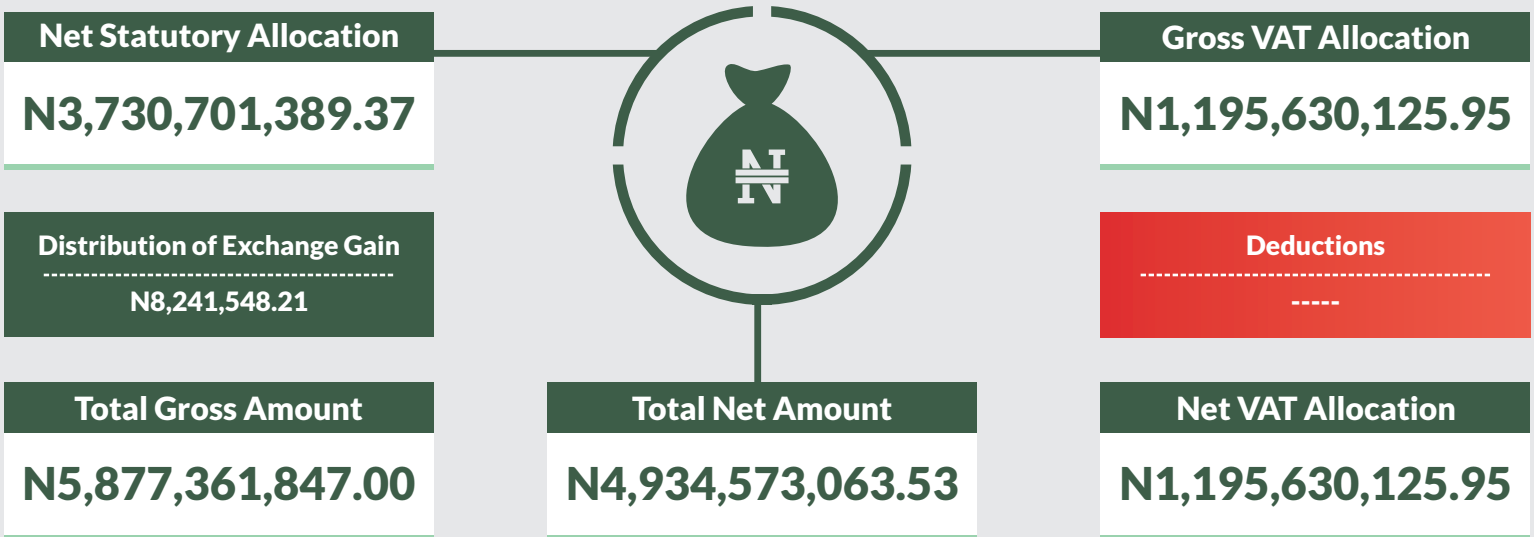 Net Statutory Allocation
N3,730,701,389.37
Gross VAT Allocation
N1,195,630,125.95
₦
Distribution of Exchange Gain
N8,241,548.21
Deductions
-----
Total Gross Amount
N5,877,361,847.00
Total Net Amount
N4,934,573,063.53
Net VAT Allocation
N1,195,630,125.95